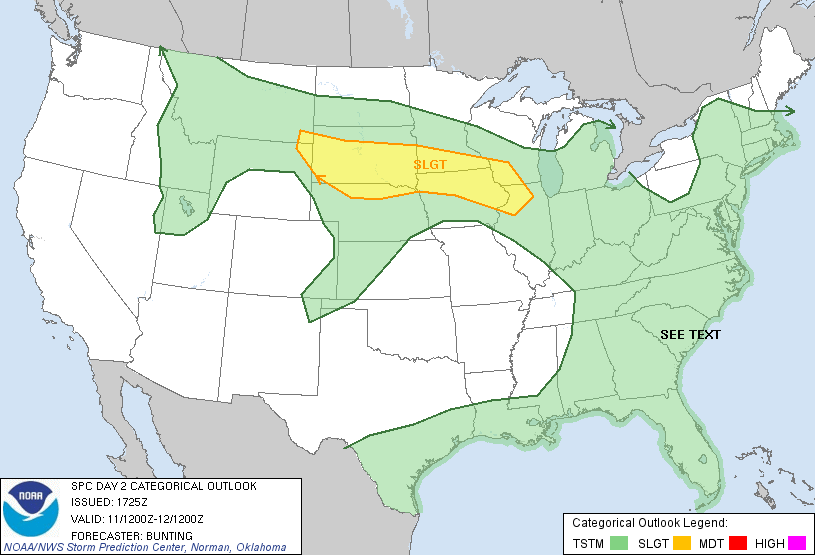 SLGT
SEE TEXT
NOAA
SPC DAY 2 CATEGORICAL OUTLOOK
ISSUED: 1725Z
VALID: 11/1200Z-12/1200Z
FORECASTER: BUNTING
NOAA/NWS Storm Prediction Center, Norman, Oklahoma
Categorical Outlook Legend:
TSTM SLGT MDT HIGH